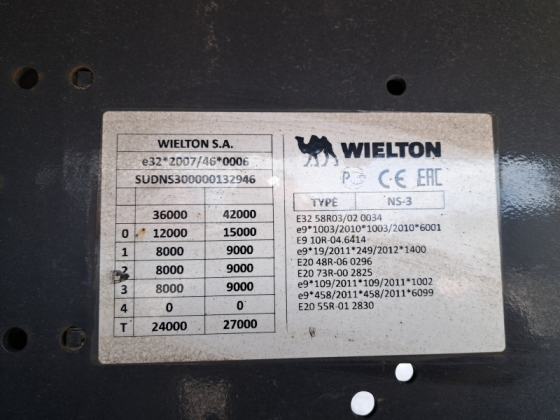 WIELTON S.A.
e32*2007/46*0006
SUDNS300000132946
36000 42000
0 12000 15000
1 8000 9000
2 8000 9000
3 8000 9000
4 0 0
T 24000 27000
WIELTON
CE EAC
TYPE NS-3
E32 58R03/02 0034
e9*1003/2010*1003/2010*6001
E9 10R-04.6414
e9*19/2011*249/2012*1400
E20 48R-06 0296
E20 73R-00 2825
e9*109/2011*109/2011*1002
e9*458/2011*458/2011*6099
E20 55R-01 2830